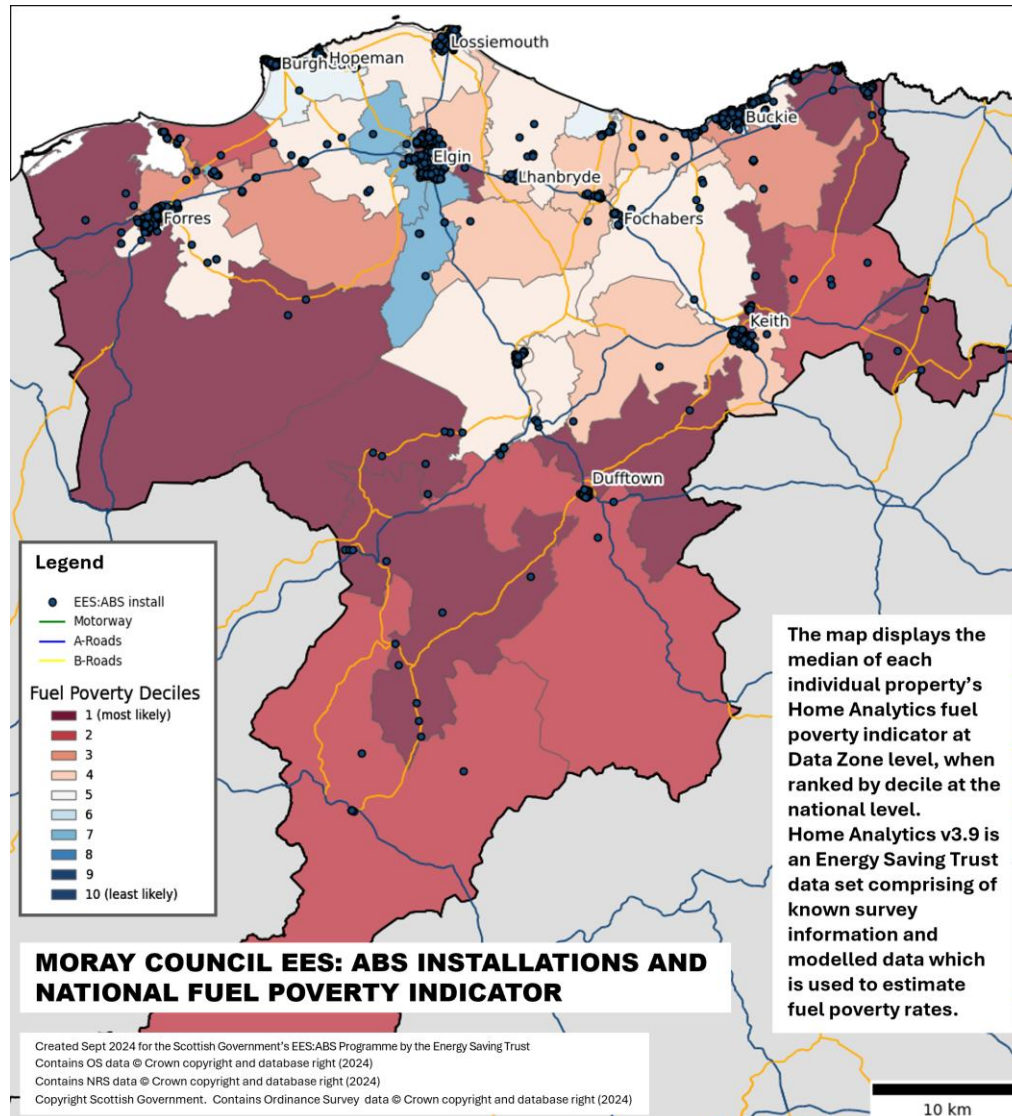 Lossiemouth
Hopeman
Buckie
Elgin
Lhanbryde
Forres
Fochabers
Keith
Dufftown
Legend
EES:ABS install
Motorway
A-Roads
B-Roads
Fuel Poverty Deciles
1 (most likely)
2
3
4
5
6
7
8
9
10 (least likely)
The map displays the
median of each
individual property's
Home Analytics fuel
poverty indicator at
Data Zone level, when
ranked by decile at the
national level.
Home Analytics v3.9 is
an Energy Saving Trust
data set comprising of
known survey
information and
modelled data which
is used to estimate
fuel poverty rates.
MORAY COUNCIL EES: ABS INSTALLATIONS AND
NATIONAL FUEL POVERTY INDICATOR
Created Sept 2024 for the Scottish Government's EES:ABS Programme by the Energy Saving Trust
Contains OS data © Crown copyright and database right (2024)
Contains NRS data © Crown copyright and database right (2024)
Copyright Scottish Government. Contains Ordinance Survey data © Crown copyright and database right (2024)
10 km